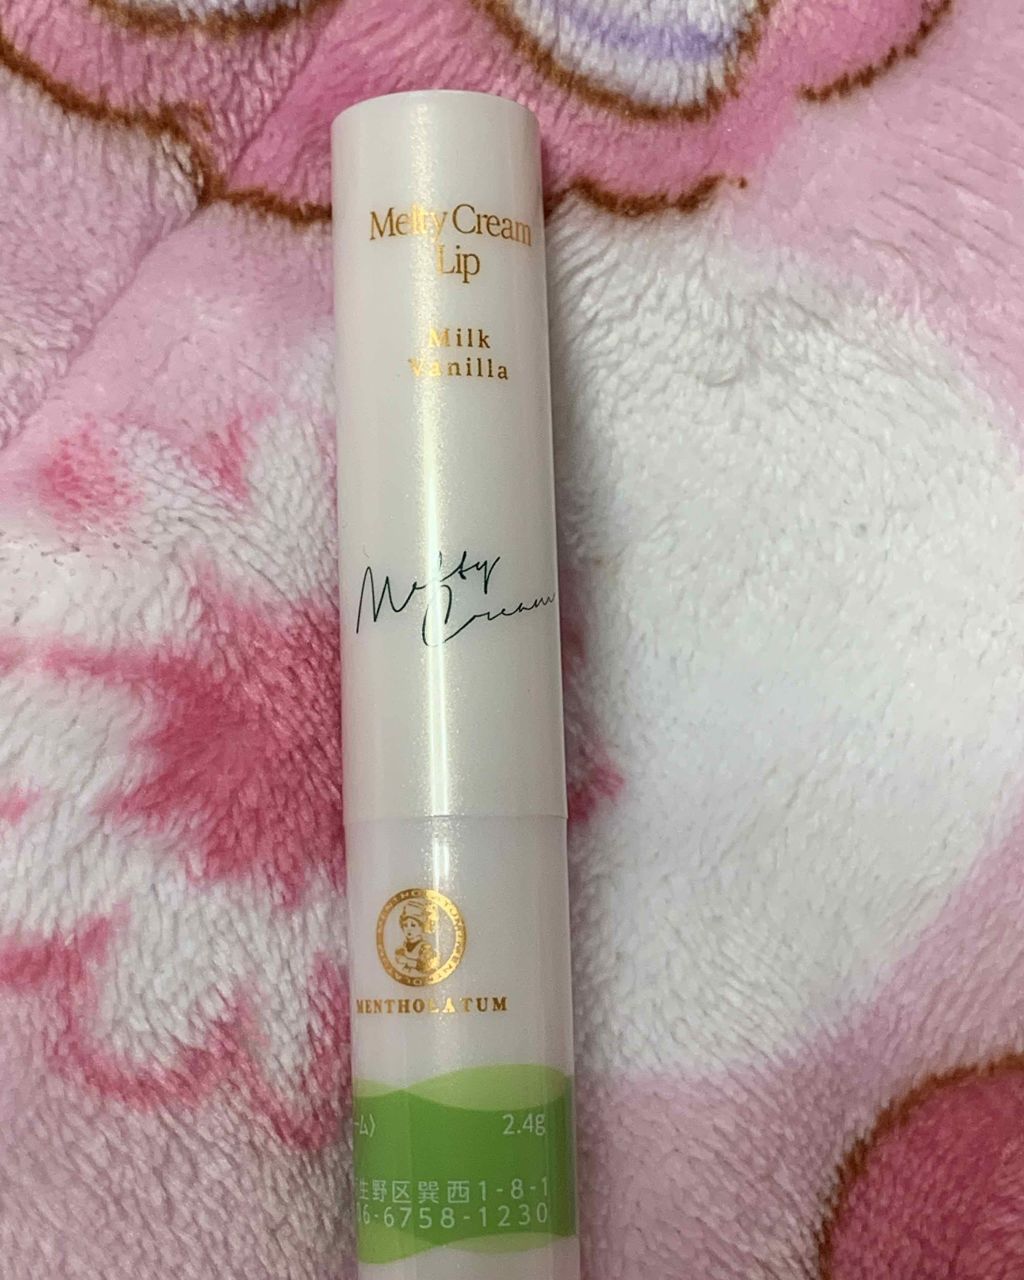 Melty Cream
Lip
Milk
Vanilla
Melty
Cream
MENTHOLATUM
ーム〉 2.4g
生野区巽西1-8-1
06-6758-1230